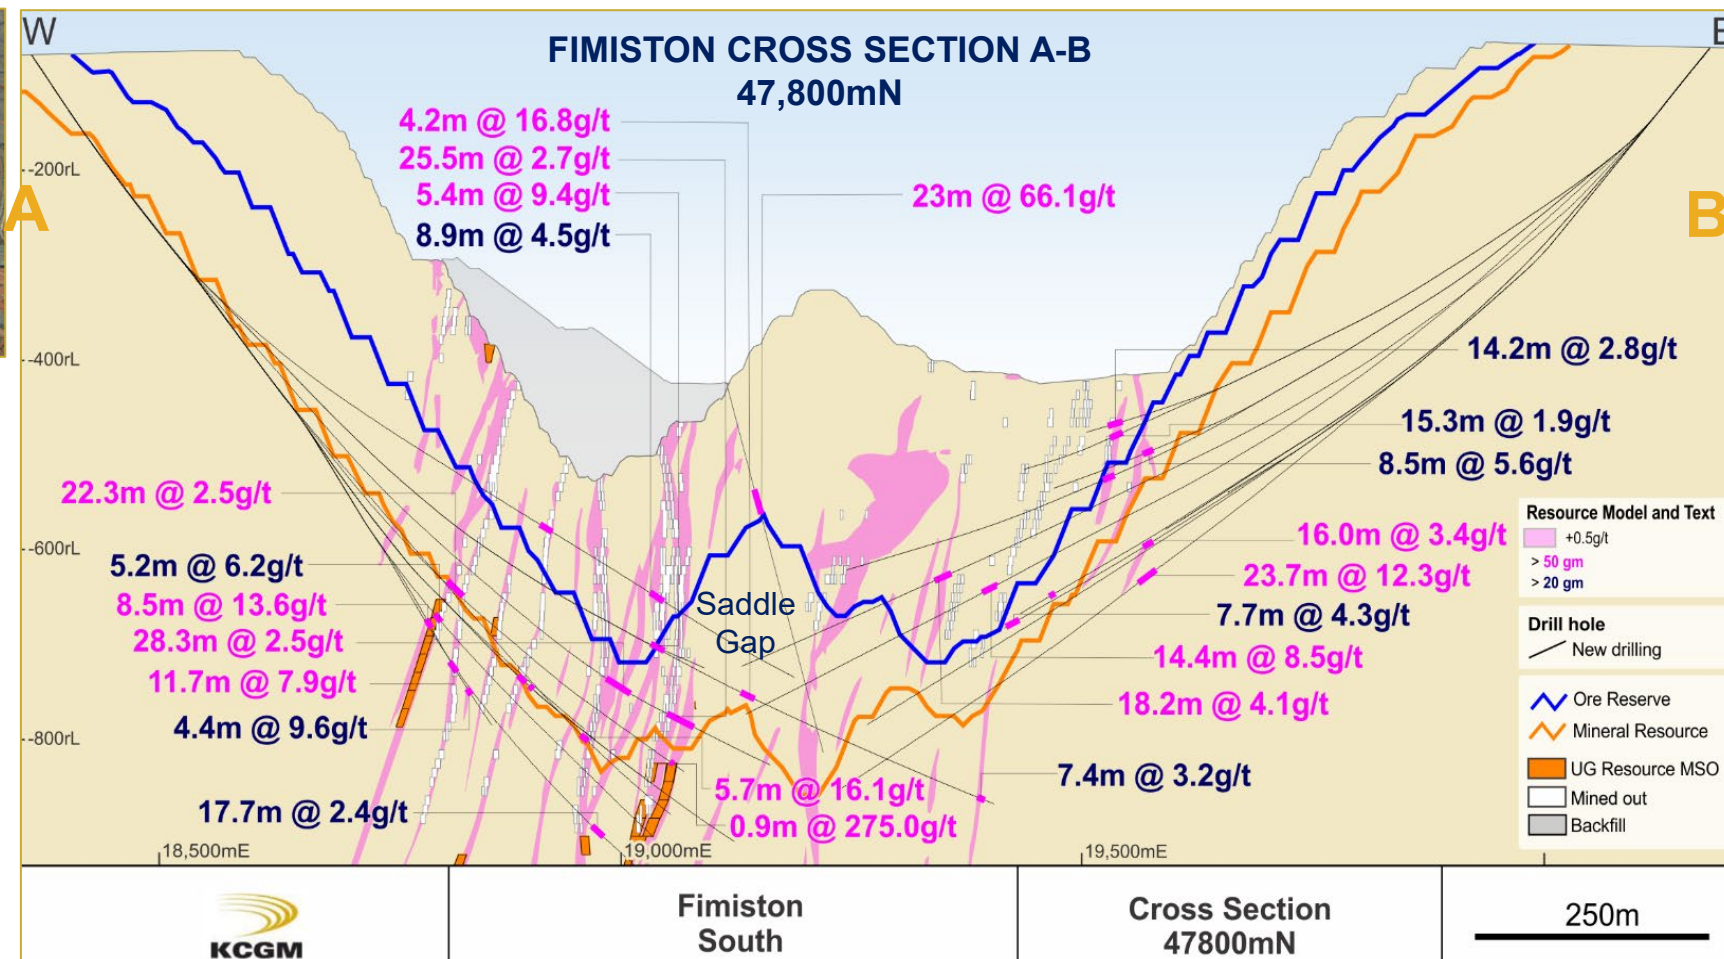 W
E
FIMISTON CROSS SECTION A-B
47,800mN
4.2m @ 16.8g/t
25.5m @ 2.7g/t
5.4m @ 9.4g/t
8.9m @ 4.5g/t
23m @ 66.1g/t
-200rL
A
B
-400rL
14.2m @ 2.8g/t
15.3m @ 1.9g/t
8.5m @ 5.6g/t
22.3m @ 2.5g/t
-600rL
5.2m @ 6.2g/t
8.5m @ 13.6g/t
28.3m @ 2.5g/t
11.7m @ 7.9g/t
4.4m @ 9.6g/t
17.7m @ 2.4g/t
Saddle
Gap
16.0m @ 3.4g/t
23.7m @ 12.3g/t
7.7m @ 4.3g/t
14.4m @ 8.5g/t
18.2m @ 4.1g/t
7.4m @ 3.2g/t
5.7m @ 16.1g/t
0.9m @ 275.0g/t
-800rL
18,500mE
19,000mE
19,500mE
Resource Model and Text
+0.5g/t
> 50 gm
> 20 gm
Drill hole
New drilling
Ore Reserve
Mineral Resource
UG Resource MSO
Mined out
Backfill
KCGM
Fimiston
South
Cross Section
47800mN
250m